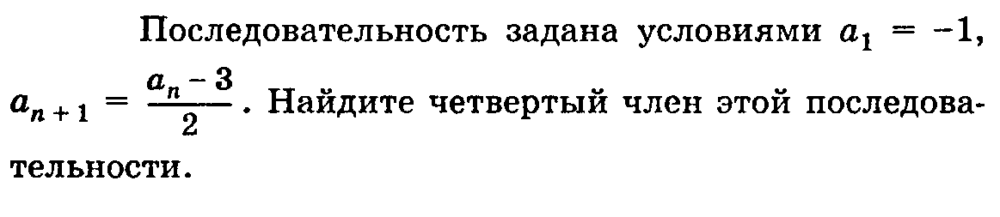 Последовательность задана условиями a₁ = −1,
aₙ₊₁ = (aₙ − 3)/2. Найдите четвертый член этой последова-
тельности.